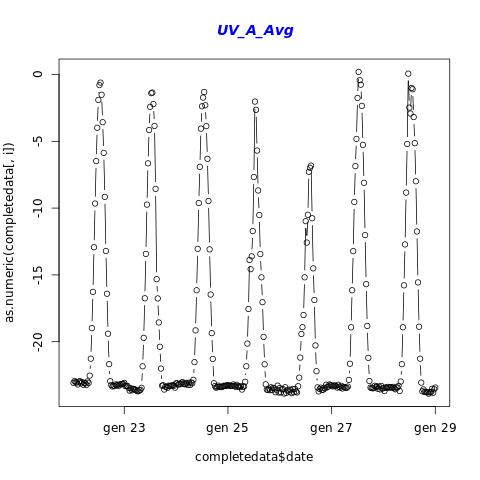 UV_A_Avg
0
-5
-10
-15
-20
as.numeric(completedata[, i])
gen 23
gen 25
gen 27
gen 29
completedata$date